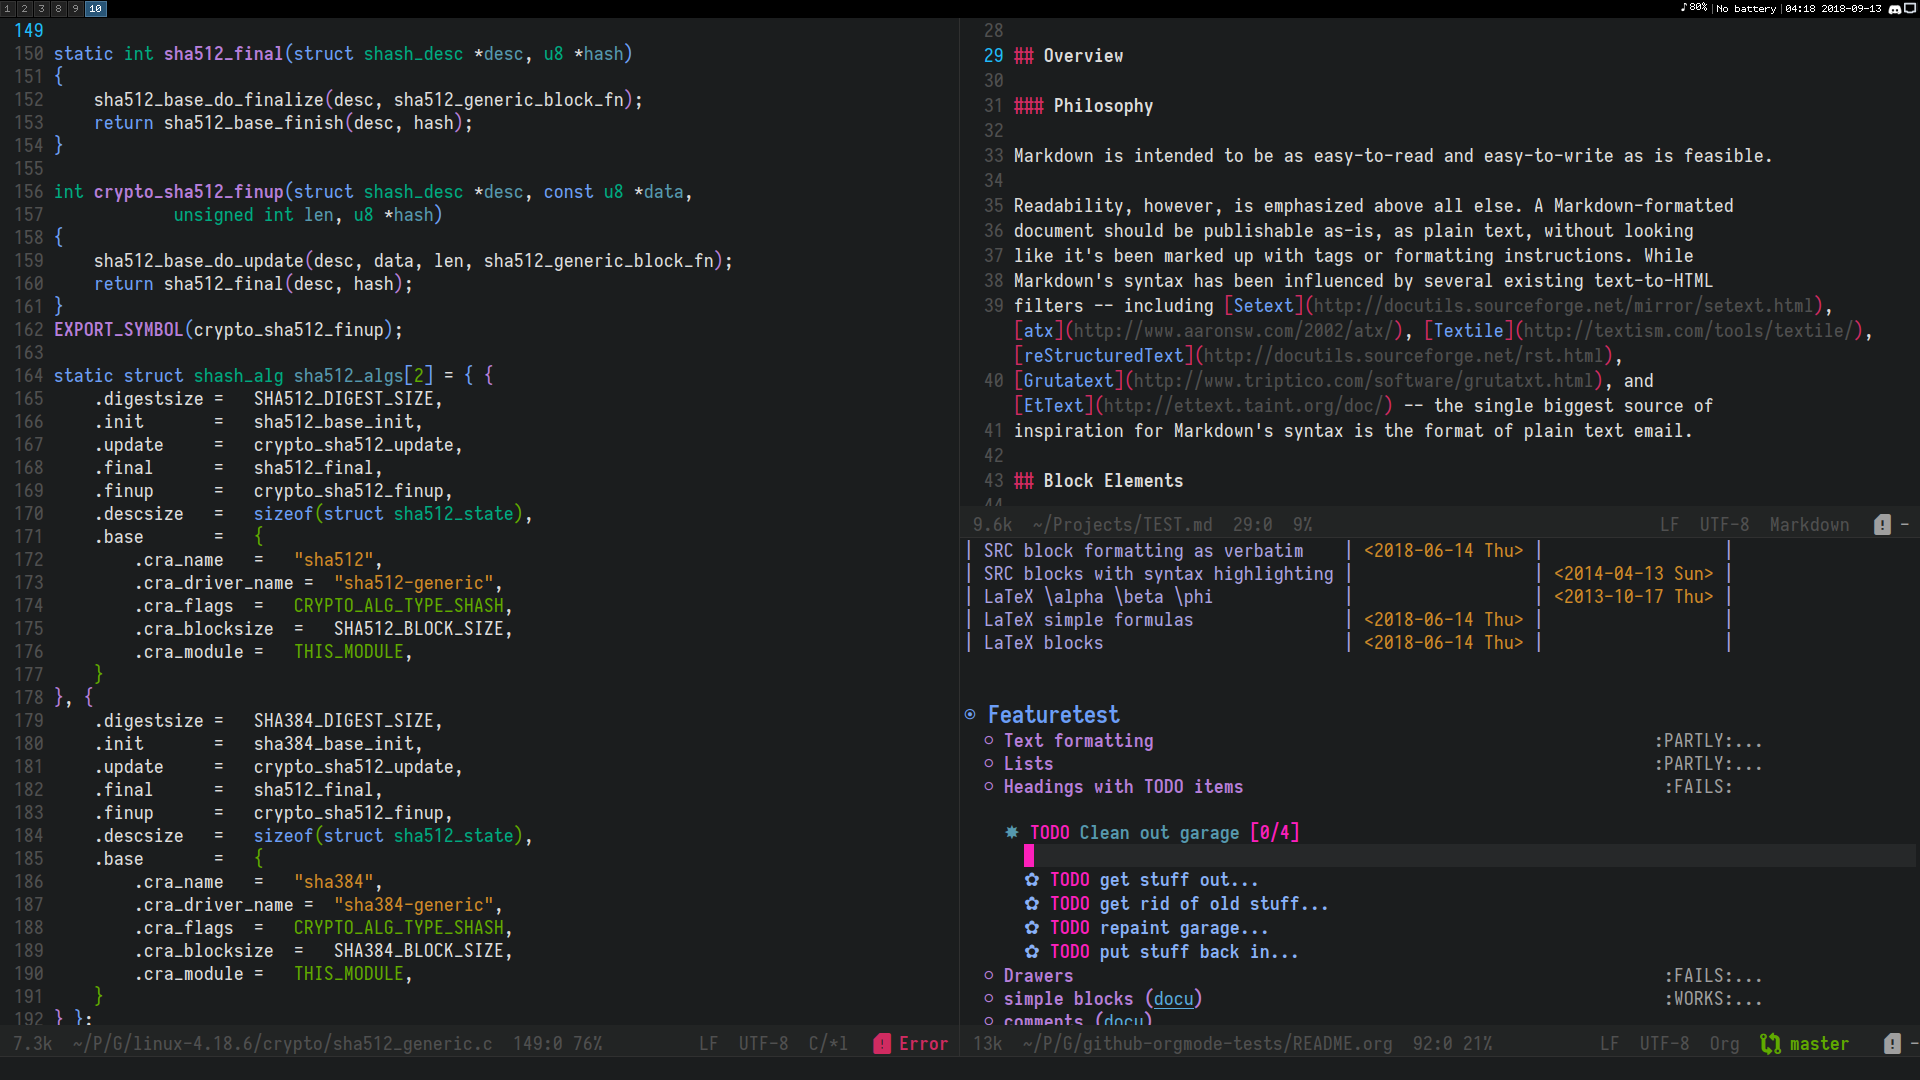 1 2 3 8 9 10
♪80% | No battery | 04:18 2018-09-13
149
150 static int sha512_final(struct shash_desc *desc, u8 *hash)
151 {
152     sha512_base_do_finalize(desc, sha512_generic_block_fn);
153     return sha512_base_finish(desc, hash);
154 }
155
156 int crypto_sha512_finup(struct shash_desc *desc, const u8 *data,
157             unsigned int len, u8 *hash)
158 {
159     sha512_base_do_update(desc, data, len, sha512_generic_block_fn);
160     return sha512_final(desc, hash);
161 }
162 EXPORT_SYMBOL(crypto_sha512_finup);
163
164 static struct shash_alg sha512_algs[2] = { {
165     .digestsize =   SHA512_DIGEST_SIZE,
166     .init       =   sha512_base_init,
167     .update     =   crypto_sha512_update,
168     .final      =   sha512_final,
169     .finup      =   crypto_sha512_finup,
170     .descsize   =   sizeof(struct sha512_state),
171     .base       =   {
172         .cra_name   =   "sha512",
173         .cra_driver_name =  "sha512-generic",
174         .cra_flags  =   CRYPTO_ALG_TYPE_SHASH,
175         .cra_blocksize  =   SHA512_BLOCK_SIZE,
176         .cra_module =   THIS_MODULE,
177     }
178 }, {
179     .digestsize =   SHA384_DIGEST_SIZE,
180     .init       =   sha384_base_init,
181     .update     =   crypto_sha512_update,
182     .final      =   sha512_final,
183     .finup      =   crypto_sha512_finup,
184     .descsize   =   sizeof(struct sha512_state),
185     .base       =   {
186         .cra_name   =   "sha384",
187         .cra_driver_name =  "sha384-generic",
188         .cra_flags  =   CRYPTO_ALG_TYPE_SHASH,
189         .cra_blocksize  =   SHA384_BLOCK_SIZE,
190         .cra_module =   THIS_MODULE,
191     }
192 } };
7.3k ~/P/G/linux-4.18.6/crypto/sha512_generic.c 149:0 76% LF UTF-8 C/*l ! Error
28
29 ## Overview
30
31 ### Philosophy
32
33 Markdown is intended to be as easy-to-read and easy-to-write as is feasible.
34
35 Readability, however, is emphasized above all else. A Markdown-formatted
36 document should be publishable as-is, as plain text, without looking
37 like it's been marked up with tags or formatting instructions. While
38 Markdown's syntax has been influenced by several existing text-to-HTML
39 filters -- including [Setext](http://docutils.sourceforge.net/mirror/setext.html),
[atx](http://www.aaronsw.com/2002/atx/), [Textile](http://textism.com/tools/textile/),
[reStructuredText](http://docutils.sourceforge.net/rst.html),
40 [Grutatext](http://www.triptico.com/software/grutatxt.html), and
[EtText](http://ettext.taint.org/doc/) -- the single biggest source of
41 inspiration for Markdown's syntax is the format of plain text email.
42
43 ## Block Elements
44
9.6k ~/Projects/TEST.md 29:0 9% LF UTF-8 Markdown ! -
| SRC block formatting as verbatim    | <2018-06-14 Thu> |                  |
| SRC blocks with syntax highlighting |                  | <2014-04-13 Sun> |
| LaTeX \alpha \beta \phi             |                  | <2013-10-17 Thu> |
| LaTeX simple formulas               | <2018-06-14 Thu> |                  |
| LaTeX blocks                        | <2018-06-14 Thu> |                  |
Featuretest
○ Text formatting :PARTLY:...
○ Lists :PARTLY:...
○ Headings with TODO items :FAILS:
✸ TODO Clean out garage [0/4]
✿ TODO get stuff out...
✿ TODO get rid of old stuff...
✿ TODO repaint garage...
✿ TODO put stuff back in...
○ Drawers :FAILS:...
○ simple blocks (docu) :WORKS:...
○ comments (docu)
13k ~/P/G/github-orgmode-tests/README.org 92:0 21% LF UTF-8 Org master ! -